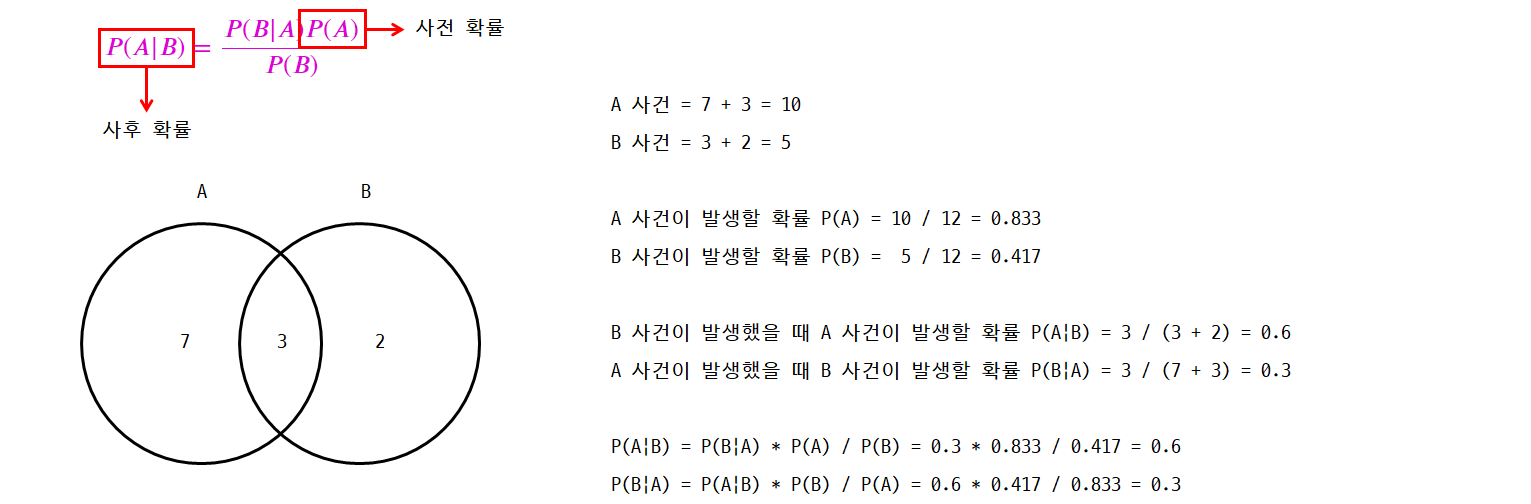 P(A|B) = P(B|A)P(A) / P(B)
사전 확률
사후 확률
A B
7 3 2
A 사건 = 7 + 3 = 10
B 사건 = 3 + 2 = 5
A 사건이 발생할 확률 P(A) = 10 / 12 = 0.833
B 사건이 발생할 확률 P(B) =  5 / 12 = 0.417
B 사건이 발생했을 때 A 사건이 발생할 확률 P(A¦B) = 3 / (3 + 2) = 0.6
A 사건이 발생했을 때 B 사건이 발생할 확률 P(B¦A) = 3 / (7 + 3) = 0.3
P(A¦B) = P(B¦A) * P(A) / P(B) = 0.3 * 0.833 / 0.417 = 0.6
P(B¦A) = P(A¦B) * P(B) / P(A) = 0.6 * 0.417 / 0.833 = 0.3